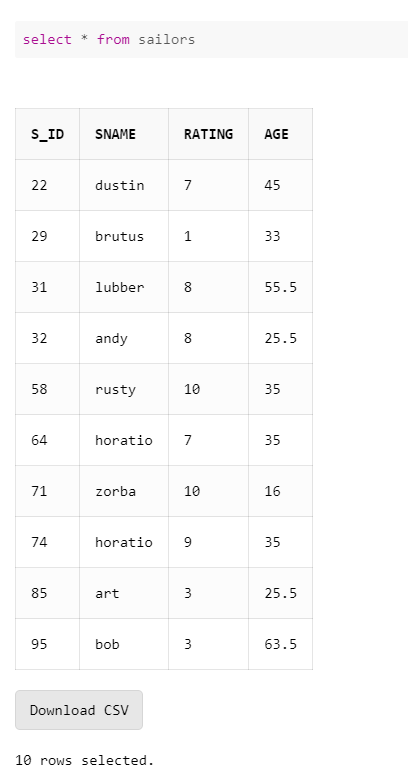 select * from sailors
S_ID SNAME RATING AGE
22 dustin 7 45
29 brutus 1 33
31 lubber 8 55.5
32 andy 8 25.5
58 rusty 10 35
64 horatio 7 35
71 zorba 10 16
74 horatio 9 35
85 art 3 25.5
95 bob 3 63.5
Download CSV
10 rows selected.